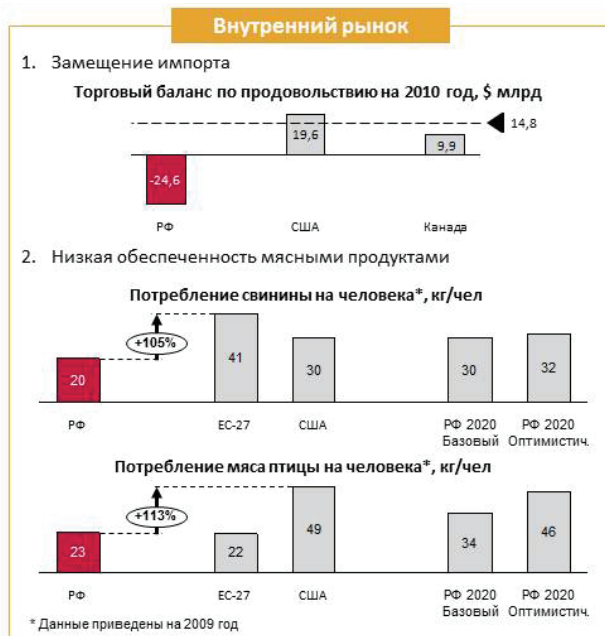 Внутренний рынок
1. Замещение импорта
Торговый баланс по продовольствию на 2010 год, $ млрд
14,8
19,6
9,9
-24,6
РФ США Канада
2. Низкая обеспеченность мясными продуктами
Потребление свинины на человека*, кг/чел
+105%
20 41 30 30 32
РФ ЕС-27 США РФ 2020 РФ 2020
Базовый Оптимистич.
Потребление мяса птицы на человека*, кг/чел
+113%
23 22 49 34 46
РФ ЕС-27 США РФ 2020 РФ 2020
Базовый Оптимистич.
* Данные приведены на 2009 год